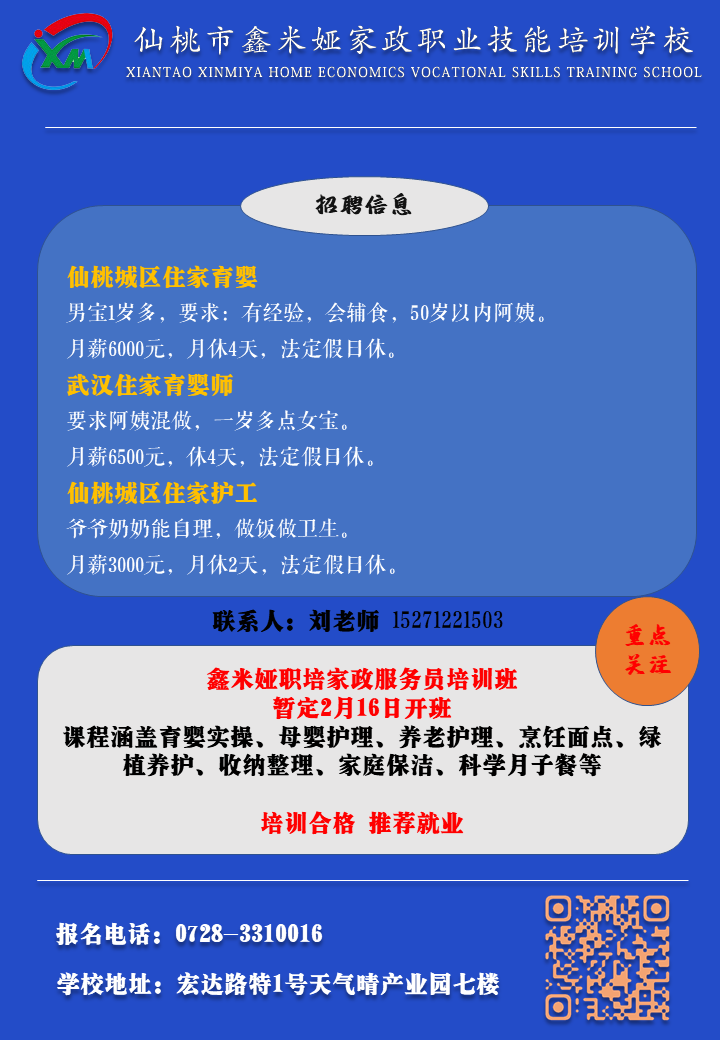 XM
仙桃市鑫米娅家政职业技能培训学校
XIANTAO XINMIYA HOME ECONOMICS VOCATIONAL SKILLS TRAINING SCHOOL
招聘信息
仙桃城区住家育婴
男宝1岁多，要求：有经验，会辅食，50岁以内阿姨。
月薪6000元，月休4天，法定假日休。
武汉住家育婴师
要求阿姨混做，一岁多点女宝。
月薪6500元，休4天，法定假日休。
仙桃城区住家护工
爷爷奶奶能自理，做饭做卫生。
月薪3000元，月休2天，法定假日休。
联系人：刘老师 15271221503
重点
关注
鑫米娅职培家政服务员培训班
暂定2月16日开班
课程涵盖育婴实操、母婴护理、养老护理、烹饪面点、绿
植养护、收纳整理、家庭保洁、科学月子餐等
培训合格 推荐就业
报名电话：0728-3310016
学校地址：宏达路特1号天气晴产业园七楼